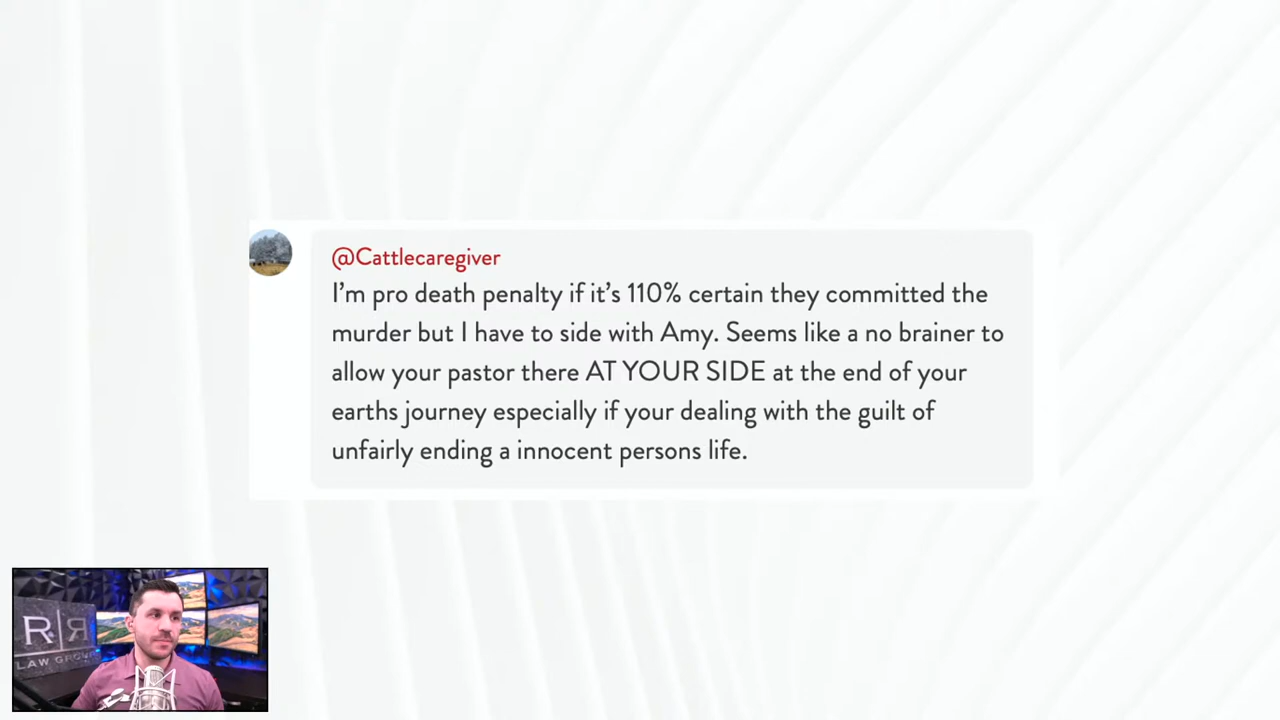 @Cattlecaregiver
I'm pro death penalty if it's 110% certain they committed the
murder but I have to side with Amy. Seems like a no brainer to
allow your pastor there AT YOUR SIDE at the end of your
earths journey especially if your dealing with the guilt of
unfairly ending a innocent persons life.
R|R
LAW GROUP